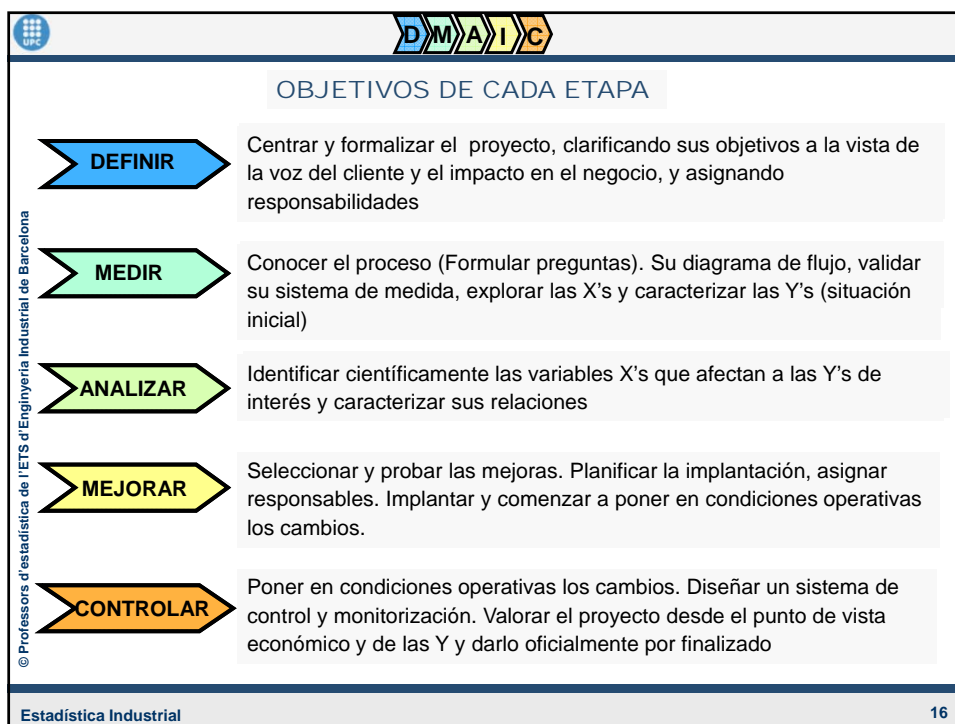 UPC
D M A I C
OBJETIVOS DE CADA ETAPA
DEFINIR
Centrar y formalizar el proyecto, clarificando sus objetivos a la vista de
la voz del cliente y el impacto en el negocio, y asignando
responsabilidades
MEDIR
Conocer el proceso (Formular preguntas). Su diagrama de flujo, validar
su sistema de medida, explorar las X's y caracterizar las Y's (situación
inicial)
ANALIZAR
Identificar científicamente las variables X's que afectan a las Y's de
interés y caracterizar sus relaciones
MEJORAR
Seleccionar y probar las mejoras. Planificar la implantación, asignar
responsables. Implantar y comenzar a poner en condiciones operativas
los cambios.
CONTROLAR
Poner en condiciones operativas los cambios. Diseñar un sistema de
control y monitorización. Valorar el proyecto desde el punto de vista
económico y de las Y y darlo oficialmente por finalizado
© Professors d'estadística de l'ETS d'Enginyeria Industrial de Barcelona
Estadística Industrial
16